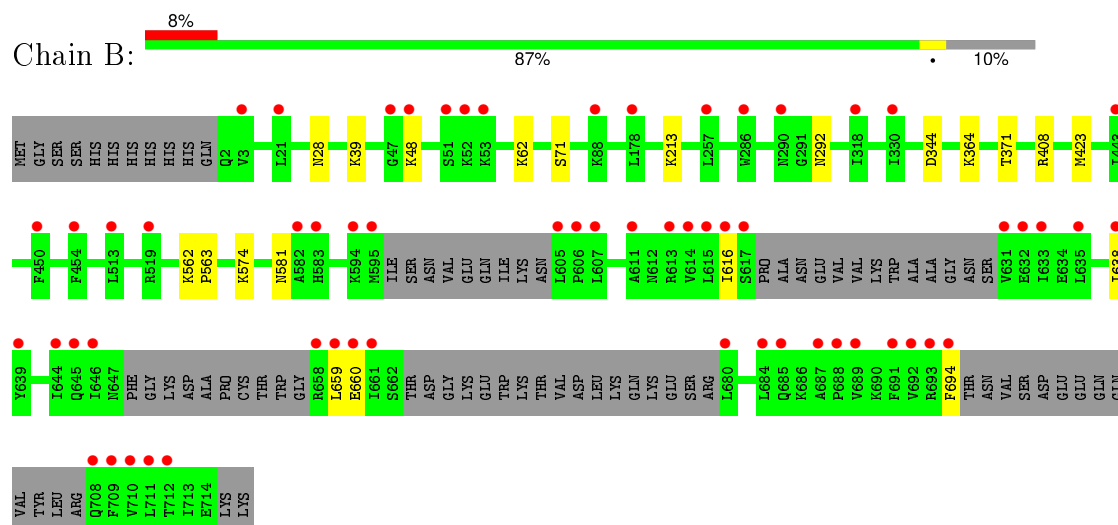 8%
Chain B:
87%
10%
MET GLY SER SER HIS HIS HIS HIS HIS HIS GLN Q2 V3 L21 N28 K39 G47 K48 S51 K52 K53 K62 S71 K88 L178 K213 L257 W286 N290 G291 N292 I318 I330 D344 K364 T371 R408 M423 I443
F450 F454 L513 R519 K562 P563 K574 N581 A582 H583 K594 M595 ILE SER ASN VAL GLU GLN ILE LYS ASN L605 P606 L607 A611 N612 R613 V614 L615 I616 S617 PRO ALA ASN GLU VAL VAL LYS TRP ALA ALA GLY ASN SER V631 E632 I633 E634 L635 I638
Y639 I644 Q645 I646 N647 PHE GLY LYS ASP ALA PRO CYS THR TRP GLY R658 L659 E660 I661 S662 THR ASP GLY LYS GLU TRP LYS THR VAL ASP LEU LYS GLN LYS GLU SER ARG L680 L684 Q685 K686 A687 P688 V689 K690 F691 V692 R693 F694 THR ASN VAL SER ASP GLU GLU GLN GLN
VAL TYR LEU ARG Q708 F709 V710 L711 T712 I713 E714 LYS LYS